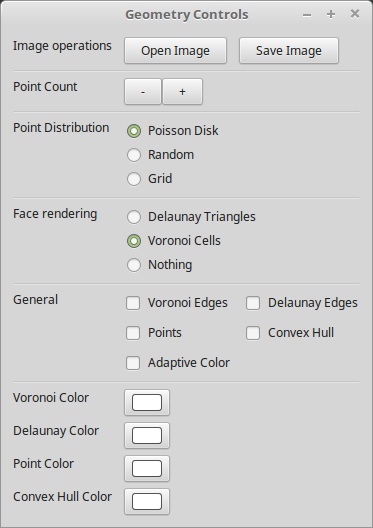 Geometry Controls
Image operations Open Image Save Image
Point Count - +
Point Distribution Poisson Disk
Random
Grid
Face rendering Delaunay Triangles
Voronoi Cells
Nothing
General Voronoi Edges Delaunay Edges
Points Convex Hull
Adaptive Color
Voronoi Color
Delaunay Color
Point Color
Convex Hull Color